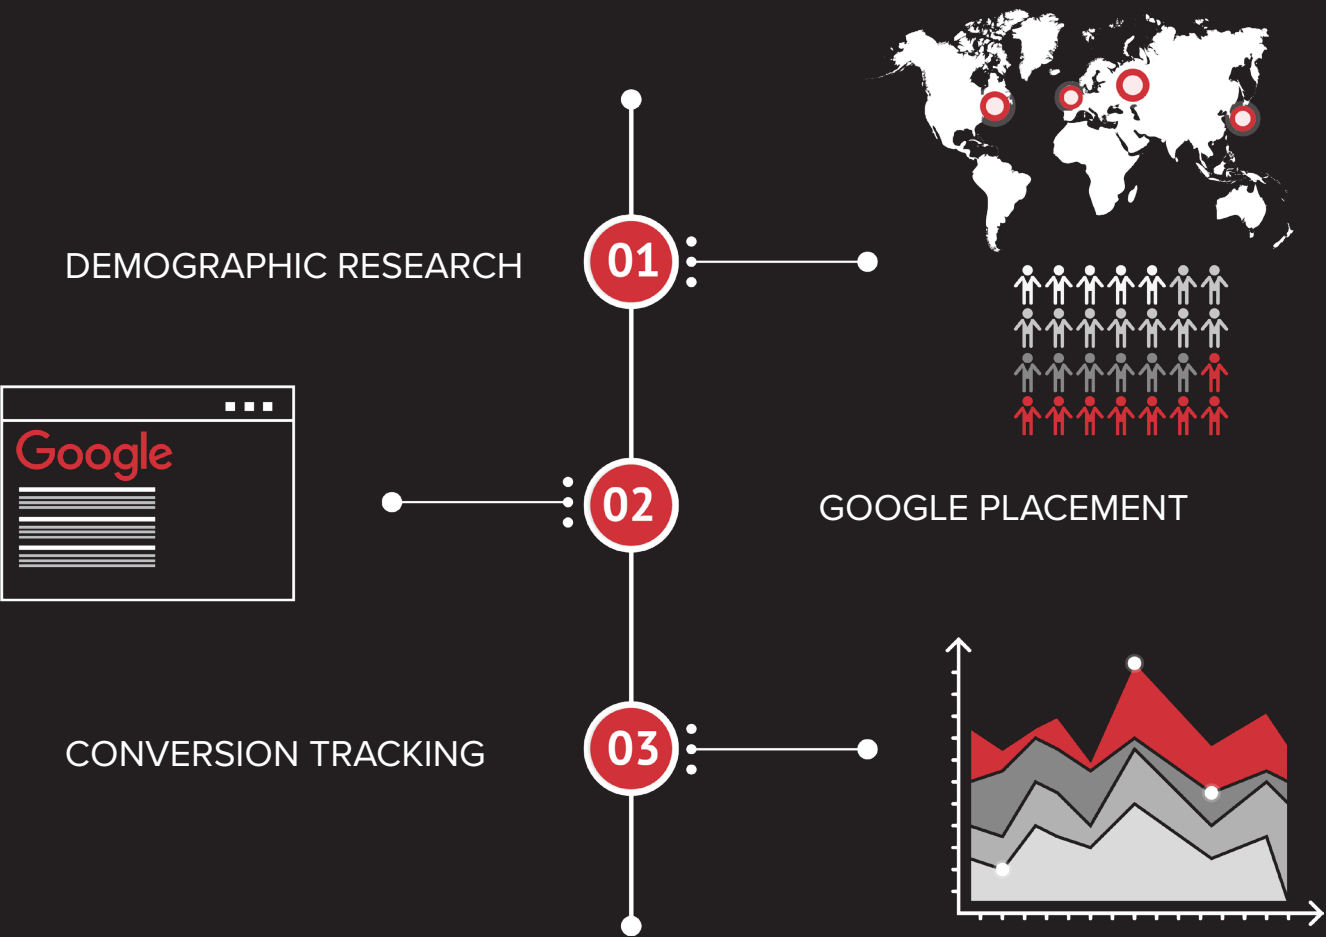 DEMOGRAPHIC RESEARCH
01
Google
02
GOOGLE PLACEMENT
CONVERSION TRACKING
03